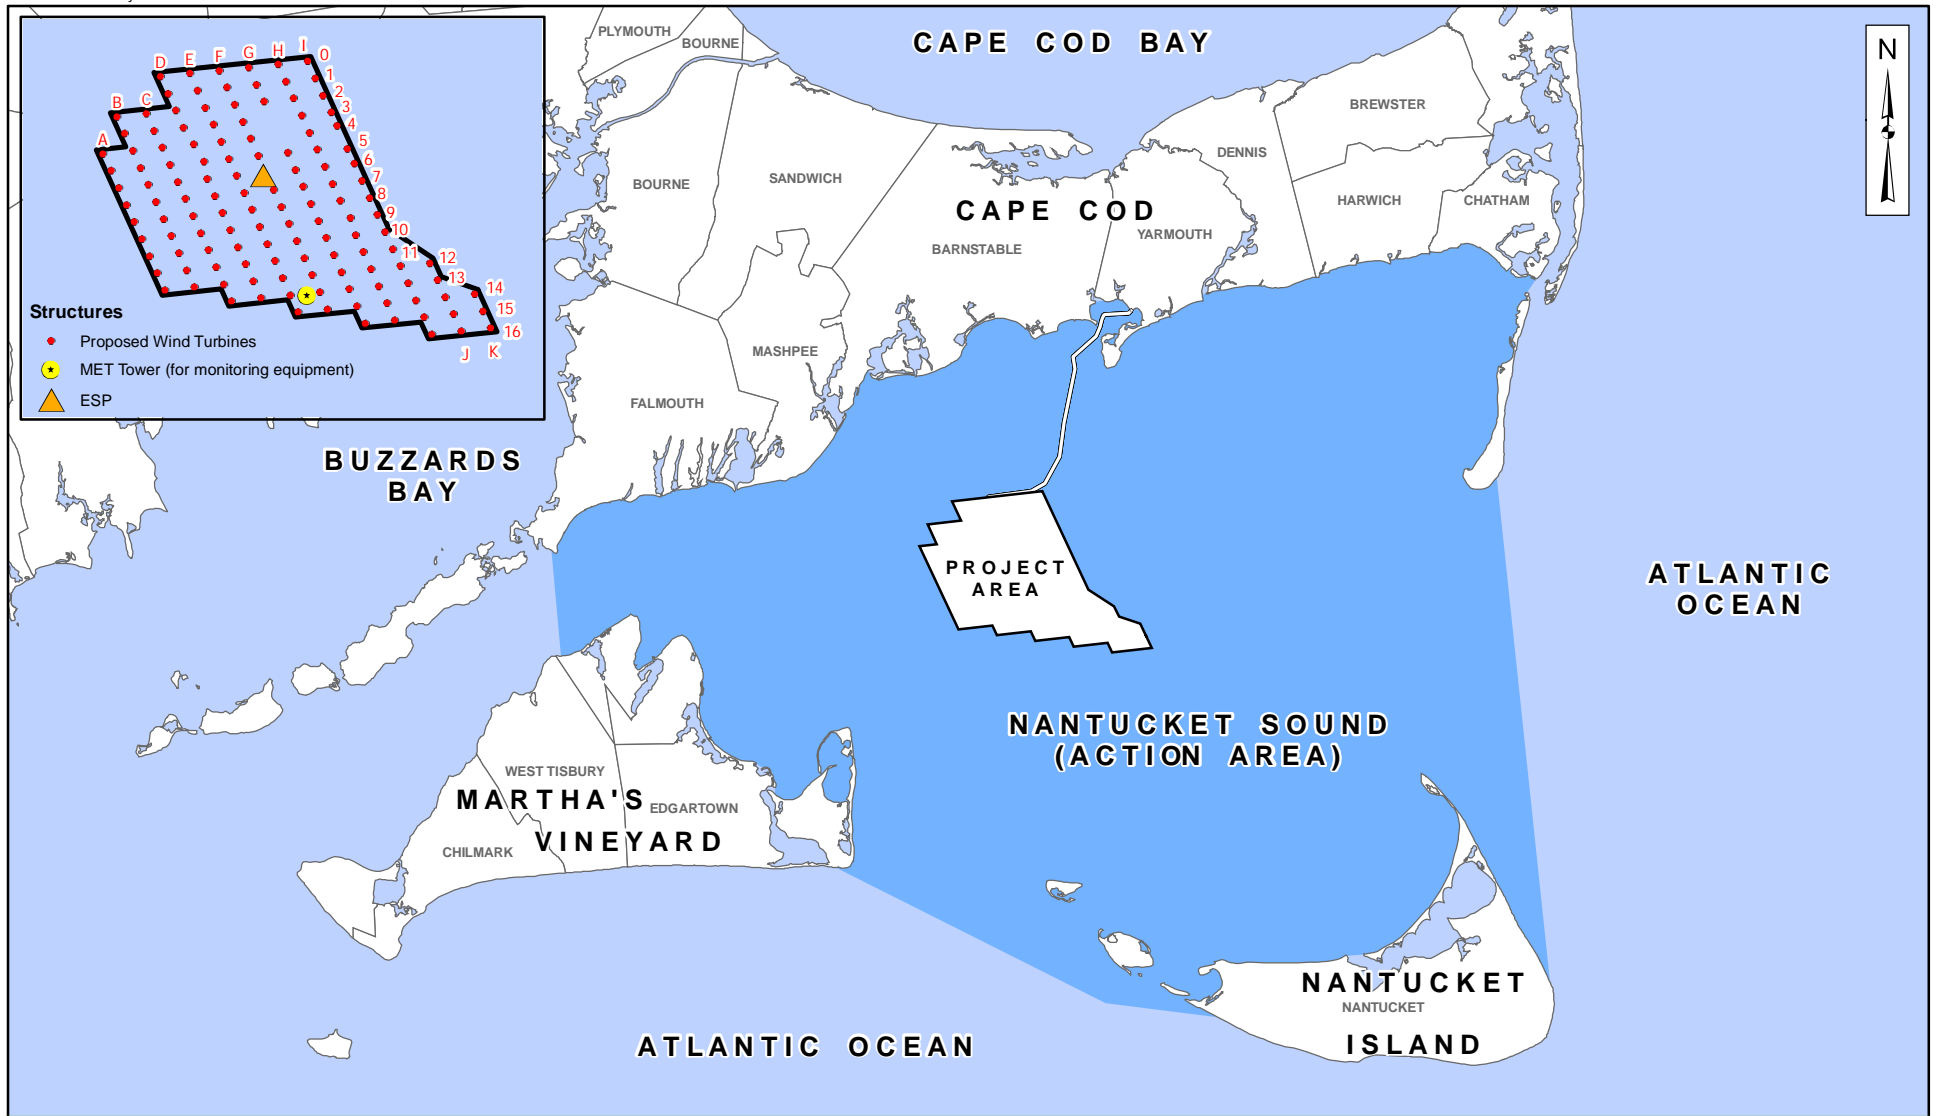 CAPE COD BAY
PLYMOUTH
BOURNE
N
D E F G H I 0
1
2
3
4
5
6
7
8
9
10
11
12
13
14
15
16
B C
A
J K
Structures
Proposed Wind Turbines
MET Tower (for monitoring equipment)
ESP
BREWSTER
DENNIS
SANDWICH
BOURNE
HARWICH
CHATHAM
CAPE COD
YARMOUTH
BARNSTABLE
MASHPEE
FALMOUTH
BUZZARDS
BAY
PROJECT
AREA
ATLANTIC
OCEAN
NANTUCKET SOUND
(ACTION AREA)
WEST TISBURY
MARTHA'S
EDGARTOWN
VINEYARD
CHILMARK
NANTUCKET
NANTUCKET
ISLAND
ATLANTIC OCEAN